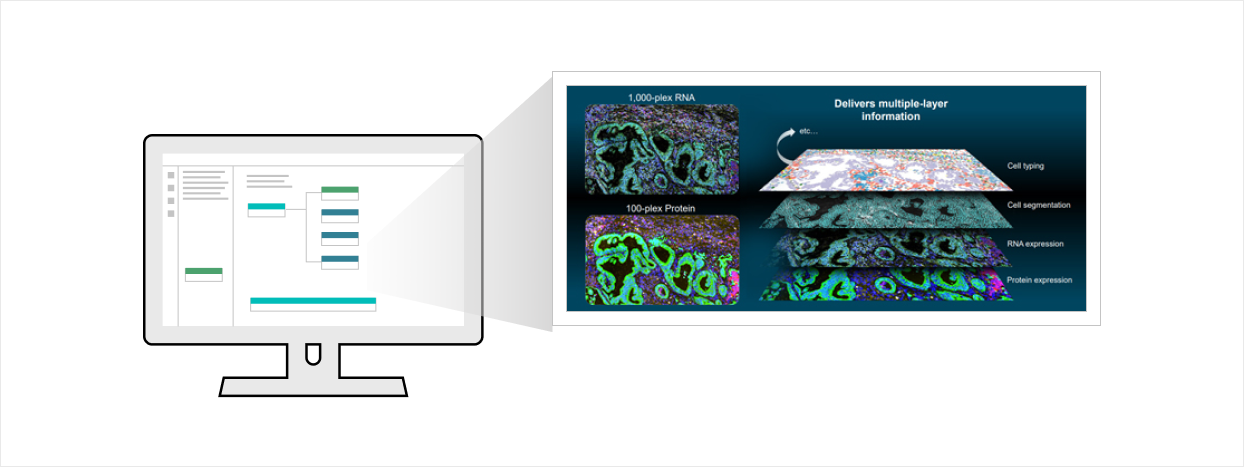 1,000-plex RNA
100-plex Protein
Delivers multiple-layer
information
etc...
Cell typing
Cell segmentation
RNA expression
Protein expression